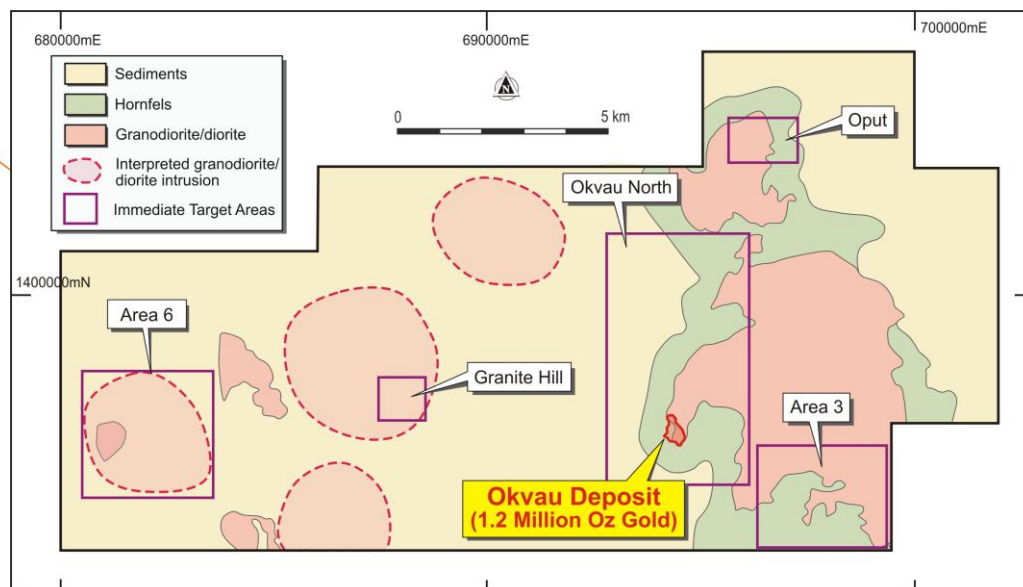 680000mE
690000mE
700000mE
Sediments
Hornfels
Granodiorite/diorite
Interpreted granodiorite/
diorite intrusion
Immediate Target Areas
N
0
5 km
Oput
Okvau North
1400000mN
Area 6
Granite Hill
Area 3
Okvau Deposit
(1.2 Million Oz Gold)